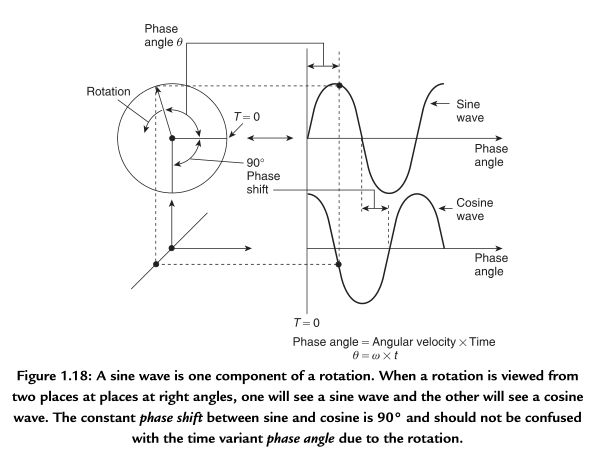 Phase
angle θ
Rotation
T = 0
Sine
wave
Phase
angle
90°
Phase
shift
Cosine
wave
Phase
angle
T = 0
Phase angle = Angular velocity × Time
θ = ω × t
Figure 1.18: A sine wave is one component of a rotation. When a rotation is viewed from
two places at places at right angles, one will see a sine wave and the other will see a cosine
wave. The constant phase shift between sine and cosine is 90° and should not be confused
with the time variant phase angle due to the rotation.